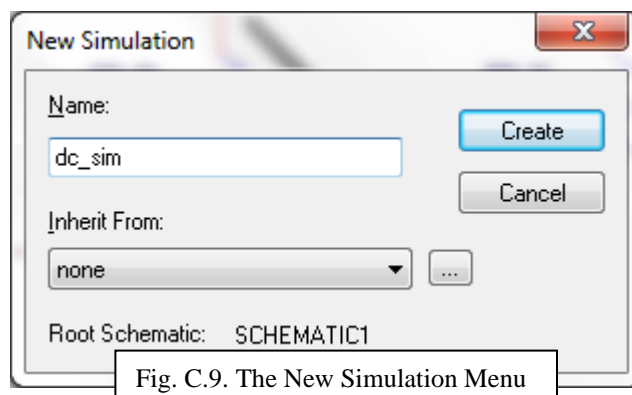 New Simulation
Name:
dc_sim
Create
Cancel
Inherit From:
none
...
Root Schematic: SCHEMATIC1
Fig. C.9. The New Simulation Menu